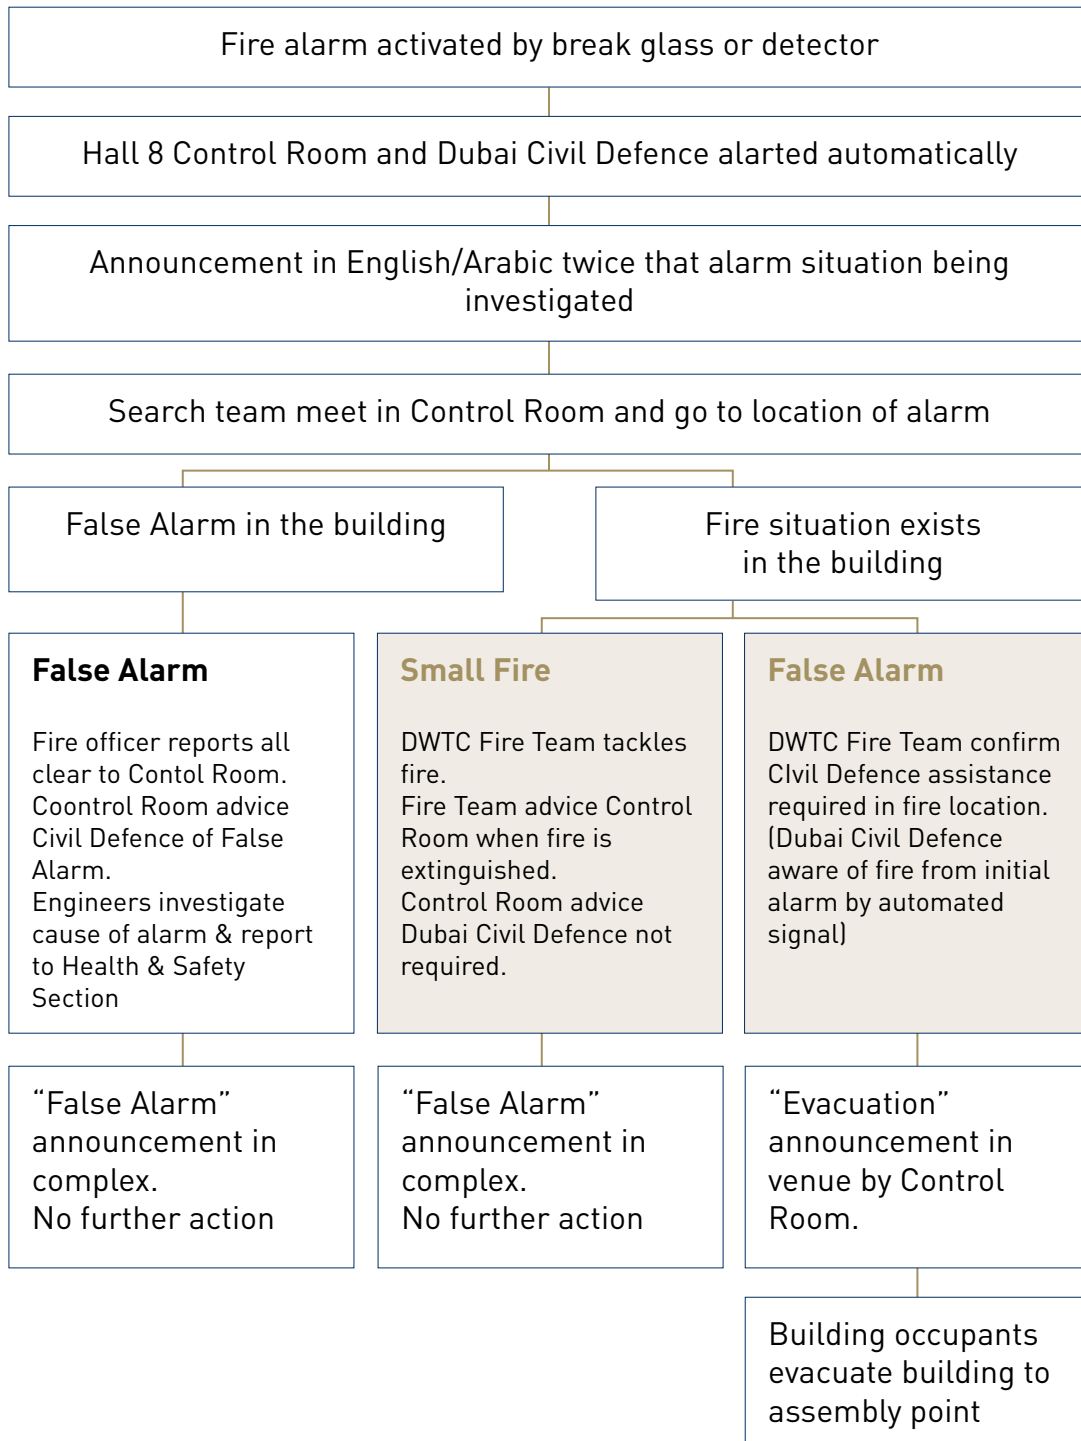 Fire alarm activated by break glass or detector
Hall 8 Control Room and Dubai Civil Defence alarted automatically
Announcement in English/Arabic twice that alarm situation being
investigated
Search team meet in Control Room and go to location of alarm
False Alarm in the building
Fire situation exists
in the building
False Alarm
Fire officer reports all
clear to Contol Room.
Coontrol Room advice
Civil Defence of False
Alarm.
Engineers investigate
cause of alarm & report
to Health & Safety
Section
Small Fire
DWTC Fire Team tackles
fire.
Fire Team advice Control
Room when fire is
extinguished.
Control Room advice
Dubai Civil Defence not
required.
False Alarm
DWTC Fire Team confirm
CIvil Defence assistance
required in fire location.
(Dubai Civil Defence
aware of fire from initial
alarm by automated
signal)
“False Alarm”
announcement in
complex.
No further action
“False Alarm”
announcement in
complex.
No further action
“Evacuation”
announcement in
venue by Control
Room.
Building occupants
evacuate building to
assembly point